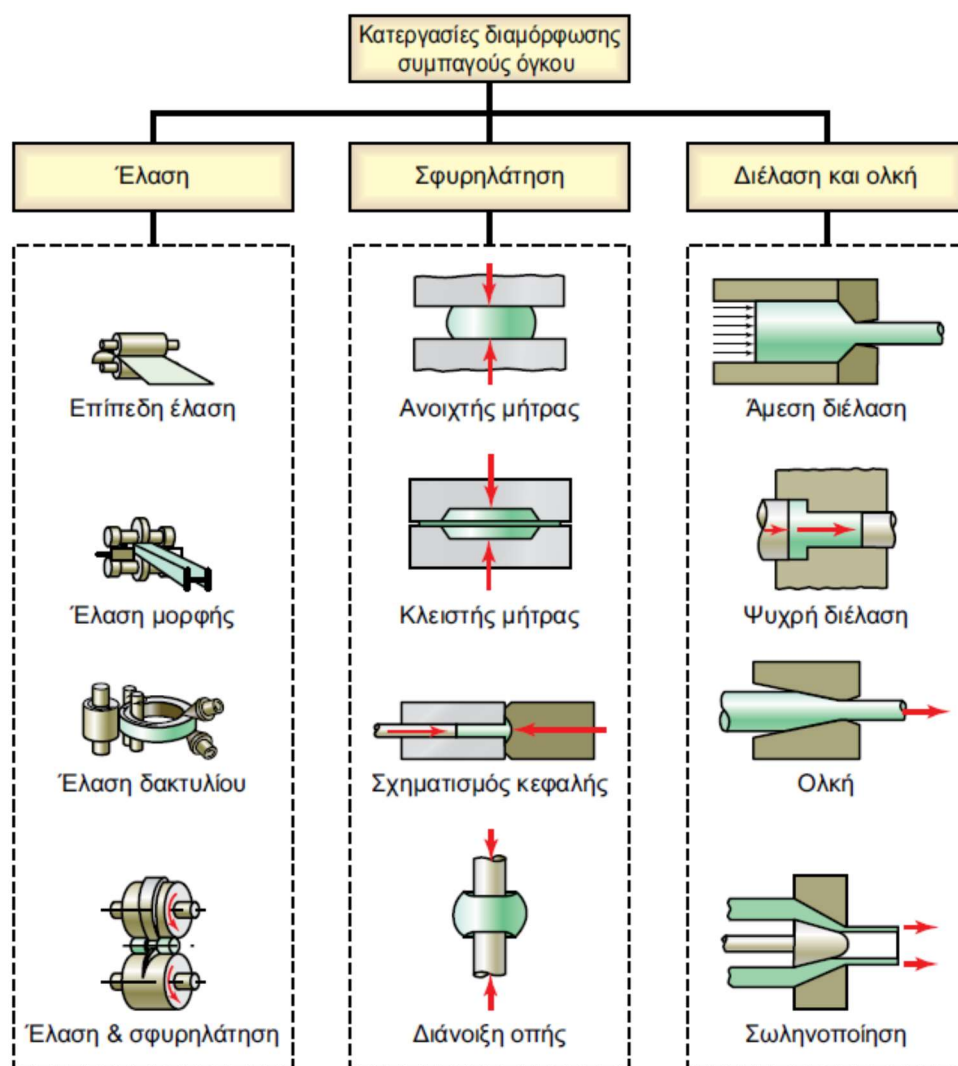 Κατεργασίες διαμόρφωσης
συμπαγούς όγκου
Έλαση
Σφυρηλάτηση
Διέλαση και ολκή
Επίπεδη έλαση
Ανοιχτής μήτρας
Άμεση διέλαση
Έλαση μορφής
Κλειστής μήτρας
Ψυχρή διέλαση
Έλαση δακτυλίου
Σχηματισμός κεφαλής
Ολκή
Έλαση & σφυρηλάτηση
Διάνοιξη οπής
Σωληνοποίηση